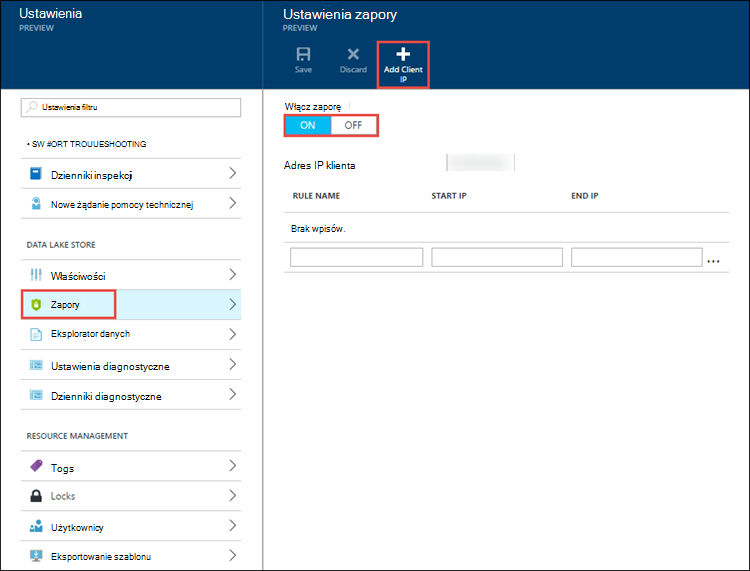 Ustawienia
PREVIEW
Ustawienia filtru
• SW #ORT TROUUESHOOTING
Dzienniki inspekcji
Nowe żądanie pomocy technicznej
DATA LAKE STORE
Właściwości
Zapory
Eksplorator danych
Ustawienia diagnostyczne
Dzienniki diagnostyczne
RESOURCE MANAGEMENT
Togs
Locks
Użytkownicy
Eksportowanie szablonu
Ustawienia zapory
PREVIEW
Save
Discard
Add Client
IP
Włącz zaporę
ON OFF
Adres IP klienta
RULE NAME START IP END IP
Brak wpisów.
...